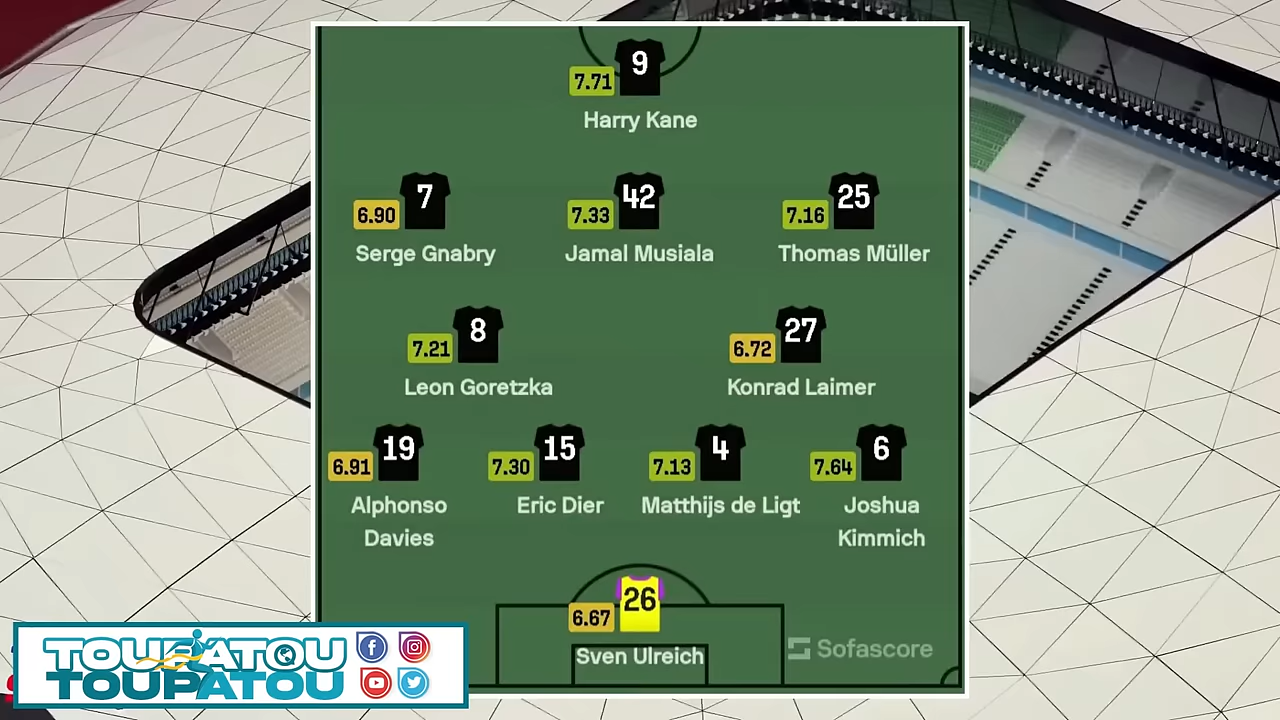 9
7.71
Harry Kane
7
6.90
Serge Gnabry
42
7.33
Jamal Musiala
25
7.16
Thomas Müller
8
7.21
Leon Goretzka
27
6.72
Konrad Laimer
19
6.91
Alphonso
Davies
15
7.30
Eric Dier
4
7.13
Matthijs de Ligt
6
7.64
Joshua
Kimmich
26
6.67
Sven Ulreich
Sofascore
TOUPATOU
TOUPATOU